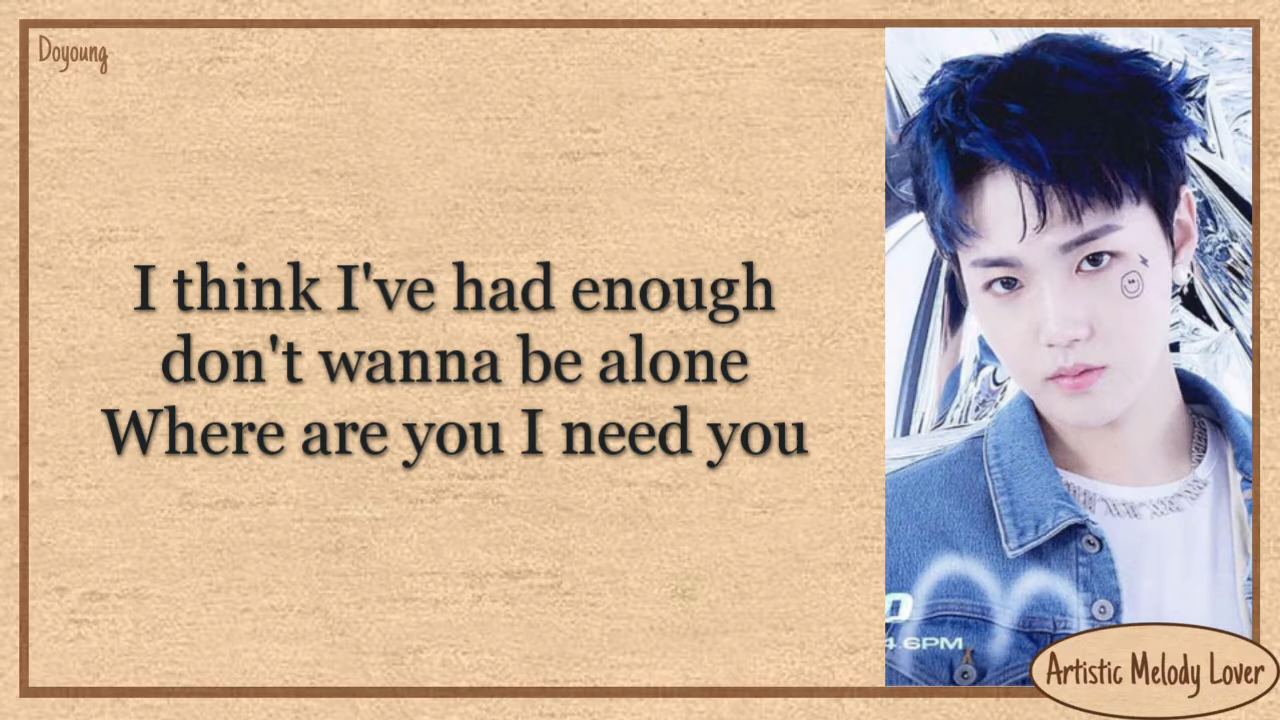 Doyoung
I think I've had enough
don't wanna be alone
Where are you I need you
4.6PM
Artistic Melody Lover